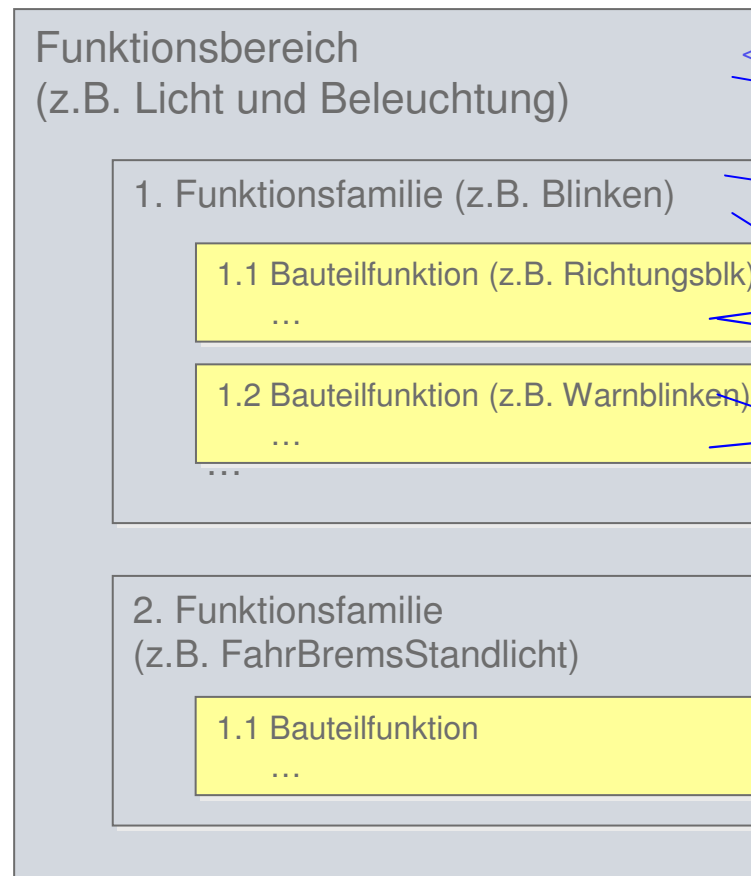 Funktionsbereich
(z.B. Licht und Beleuchtung)
1. Funktionsfamilie (z.B. Blinken)
1.1 Bauteilfunktion (z.B. Richtungsblk)
…
1.2 Bauteilfunktion (z.B. Warnblinken)
…
…
2. Funktionsfamilie
(z.B. FahrBremsStandlicht)
1.1 Bauteilfunktion
…